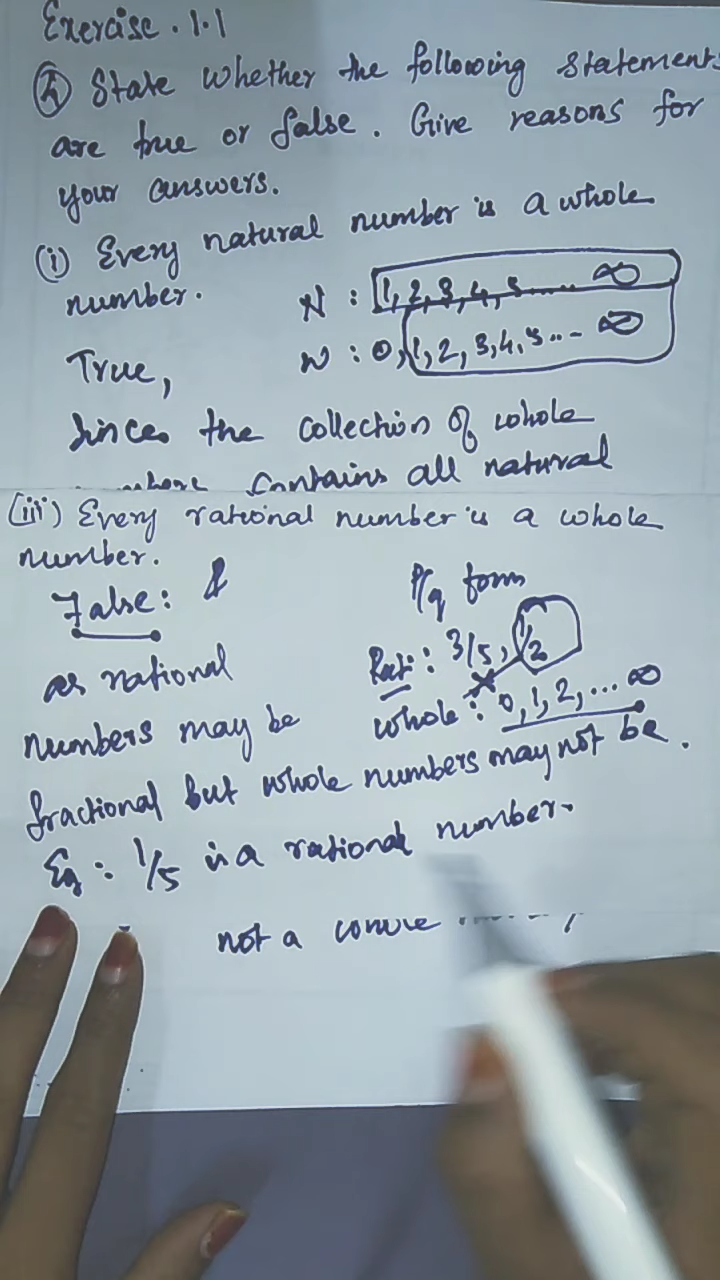 Exercise. 1.1
④ State whether the following statements
are true or false. Give reasons for
your answers.
(i) Every natural number is a whole
number.
N : 1, 2, 3, 4, 5..... ∞
True,
W : 0, 1, 2, 3, 4, 5... ∞
Since the collection of whole
contains all natural
(iii) Every rational number is a whole
number.
False:
P/q form
as rational
Rat: 3/5, 1/2
numbers may be
whole : 0, 1, 2, ... ∞
fractional but whole numbers may not be.
Eg : 1/5 is a rational number.
not a